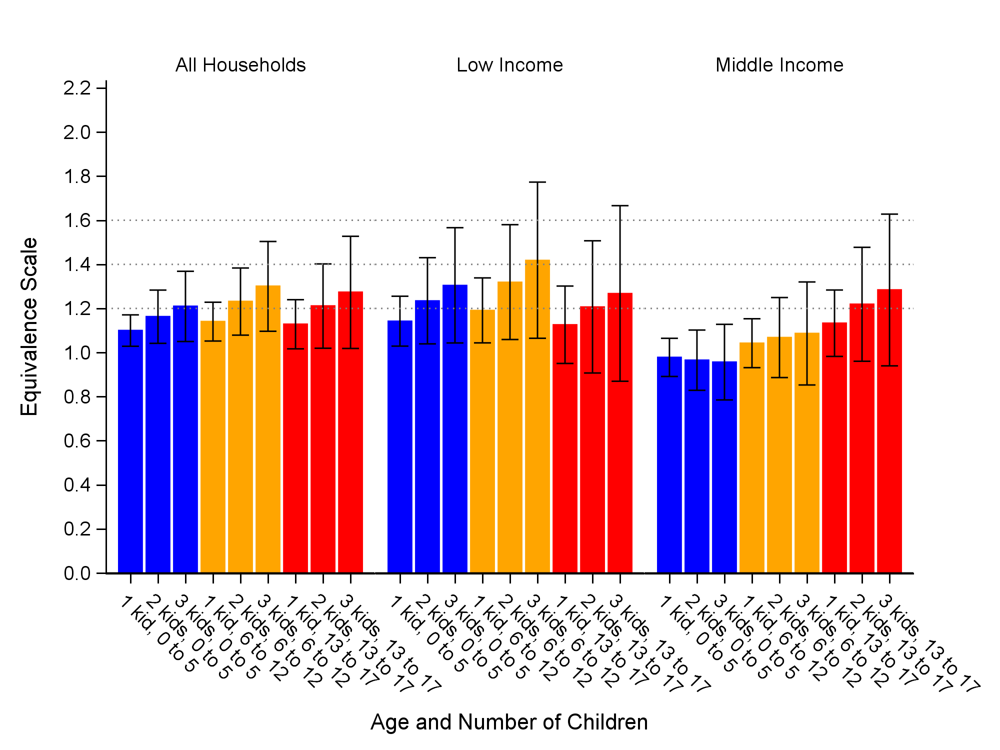 All Households
Low Income
Middle Income
2.2
2.0
1.8
1.6
1.4
1.2
1.0
0.8
0.6
0.4
0.2
0.0
Equivalence Scale
1 kid, 0 to 5
2 kids, 0 to 5
3 kids, 0 to 5
1 kid, 6 to 12
2 kids, 6 to 12
3 kids, 6 to 12
1 kid, 13 to 17
2 kids, 13 to 17
3 kids, 13 to 17
1 kid, 0 to 5
2 kids, 0 to 5
3 kids, 0 to 5
1 kid, 6 to 12
2 kids, 6 to 12
3 kids, 6 to 12
1 kid, 13 to 17
2 kids, 13 to 17
3 kids, 13 to 17
1 kid, 0 to 5
2 kids, 0 to 5
3 kids, 0 to 5
1 kid, 6 to 12
2 kids, 6 to 12
3 kids, 6 to 12
1 kid, 13 to 17
2 kids, 13 to 17
3 kids, 13 to 17
Age and Number of Children